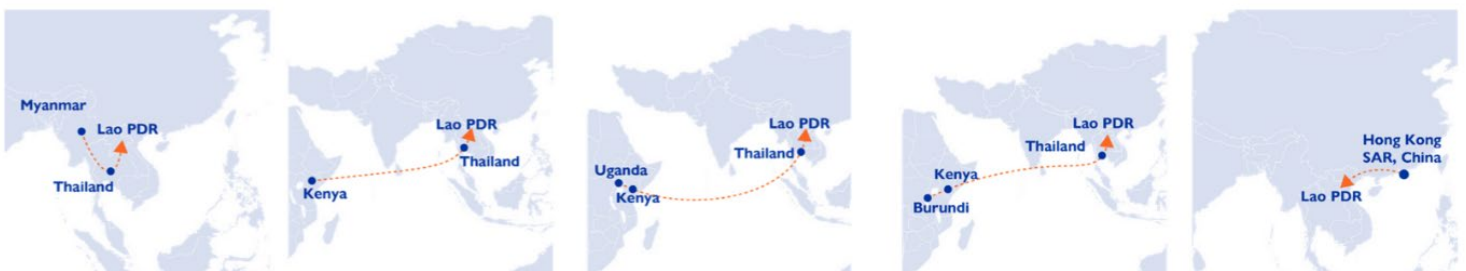 Myanmar
Lao PDR
Thailand
Lao PDR
Thailand
Kenya
Lao PDR
Thailand
Uganda
Kenya
Lao PDR
Thailand
Kenya
Burundi
Hong Kong
SAR, China
Lao PDR